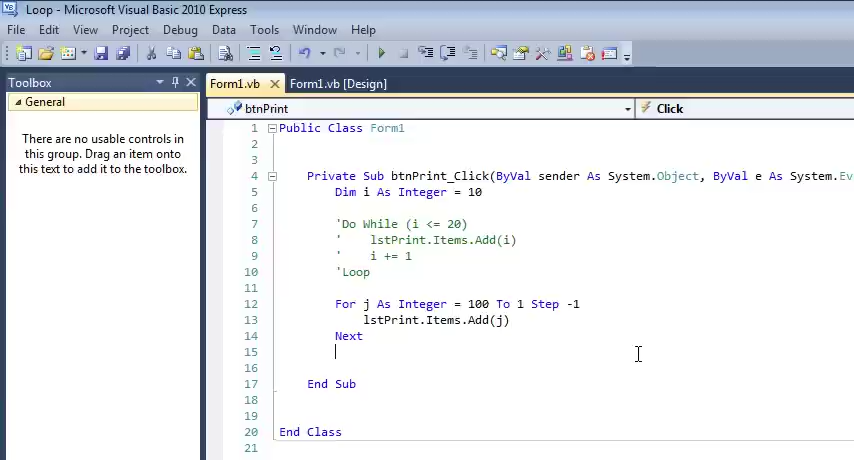 Loop - Microsoft Visual Basic 2010 Express
File Edit View Project Debug Data Tools Window Help
Toolbox
General
There are no usable controls in
this group. Drag an item onto
this text to add it to the toolbox.
Form1.vb Form1.vb [Design]
btnPrint Click
1 Public Class Form1
2
3
4 Private Sub btnPrint_Click(ByVal sender As System.Object, ByVal e As System.Ev
5 Dim i As Integer = 10
6
7 'Do While (i <= 20)
8 ' lstPrint.Items.Add(i)
9 ' i += 1
10 'Loop
11
12 For j As Integer = 100 To 1 Step -1
13 lstPrint.Items.Add(j)
14 Next
15
16
17 End Sub
18
19
20 End Class
21